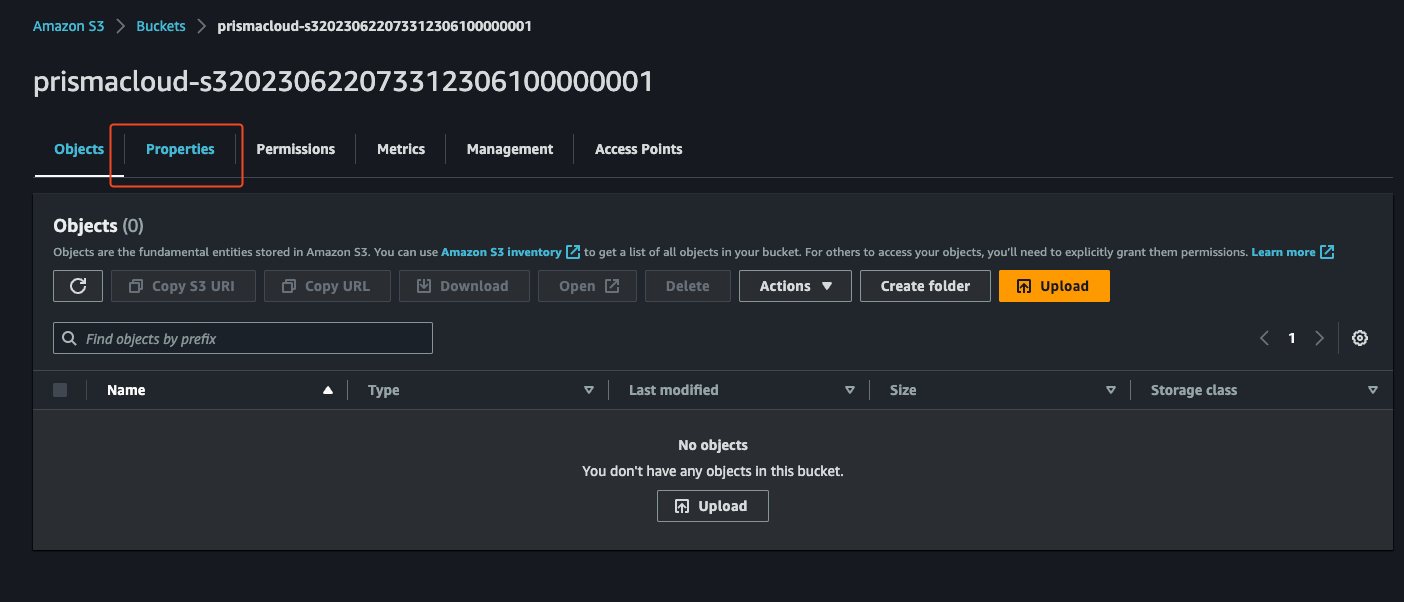 Amazon S3 > Buckets > prismacloud-s32023062207331230610000001
prismacloud-s32023062207331230610000001
Objects Properties Permissions Metrics Management Access Points
Objects (0)
Objects are the fundamental entities stored in Amazon S3. You can use Amazon S3 inventory to get a list of all objects in your bucket. For others to access your objects, you'll need to explicitly grant them permissions. Learn more
Copy S3 URI Copy URL Download Open Delete Actions Create folder Upload
Find objects by prefix
1
Name Type Last modified Size Storage class
No objects
You don't have any objects in this bucket.
Upload